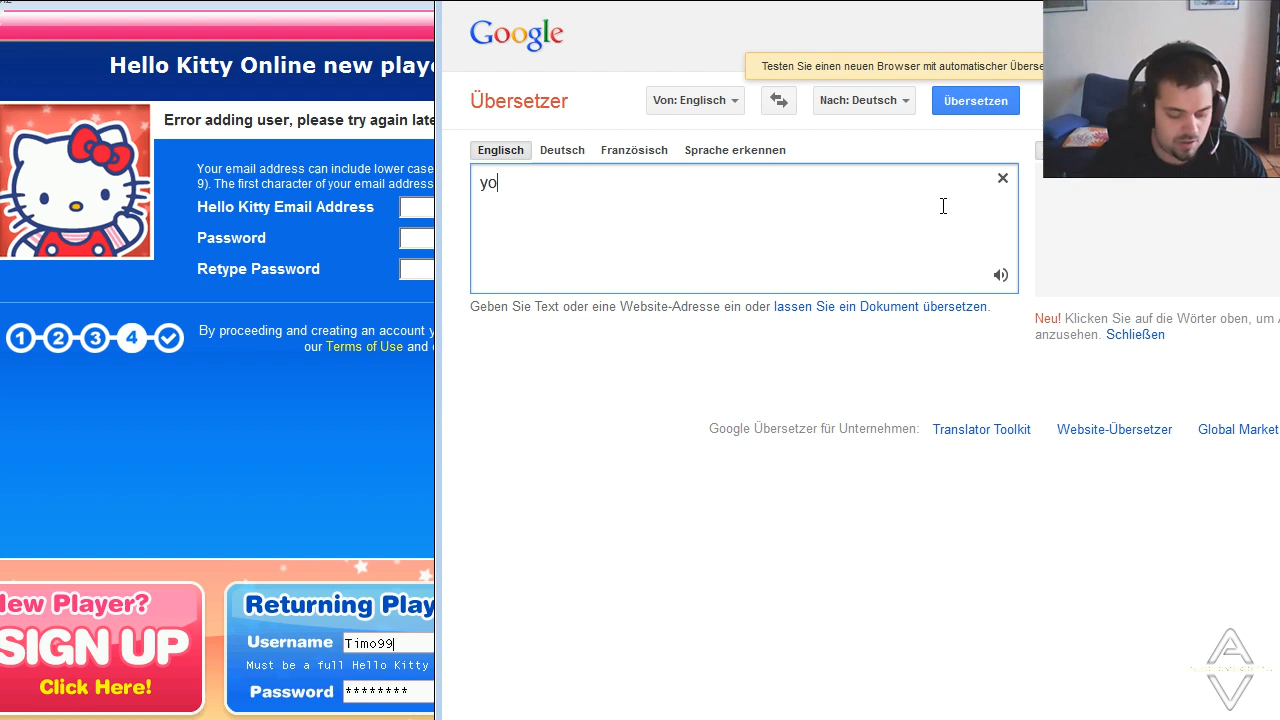 Hello Kitty Online new playe
Error adding user, please try again late
Your email address can include lower case
9). The first character of your email address
Hello Kitty Email Address
Password
Retype Password
1 2 3 4
By proceeding and creating an account y
our Terms of Use and
New Player?
SIGN UP
Click Here!
Returning Play
Username Timo99
Must be a full Hello Kitty
Password ********
Google
Testen Sie einen neuen Browser mit automatischer Überse
Übersetzer
Von: Englisch
Nach: Deutsch
Übersetzen
Englisch Deutsch Französisch Sprache erkennen
yo
Geben Sie Text oder eine Website-Adresse ein oder lassen Sie ein Dokument übersetzen.
Neu! Klicken Sie auf die Wörter oben, um A
anzusehen. Schließen
Google Übersetzer für Unternehmen: Translator Toolkit Website-Übersetzer Global Market